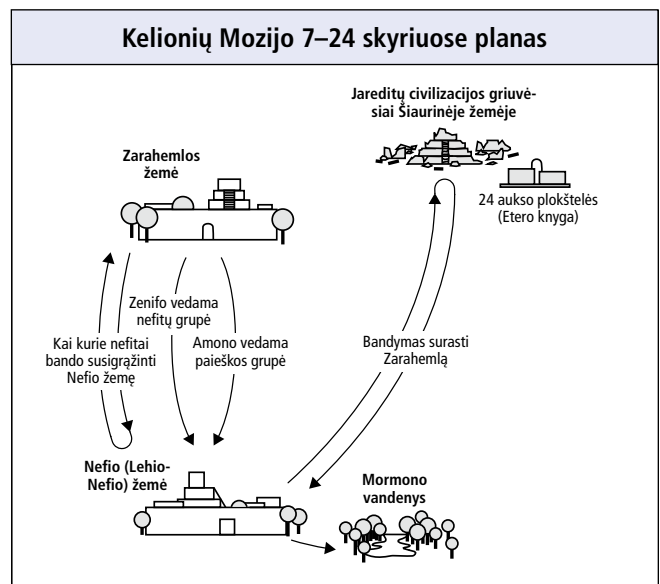 Kelionių Mozijo 7–24 skyriuose planas
Jareditų civilizacijos griuvė-
siai Šiaurinėje žemėje
Zarahemlos
žemė
24 aukso plokštelės
(Etero knyga)
Zenifo vedama
nefitų grupė
Kai kurie nefitai
bando susigrąžinti
Nefio žemę
Amono vedama
paieškos grupė
Bandymas surasti
Zarahemlą
Nefio (Lehio-
Nefio) žemė
Mormono
vandenys